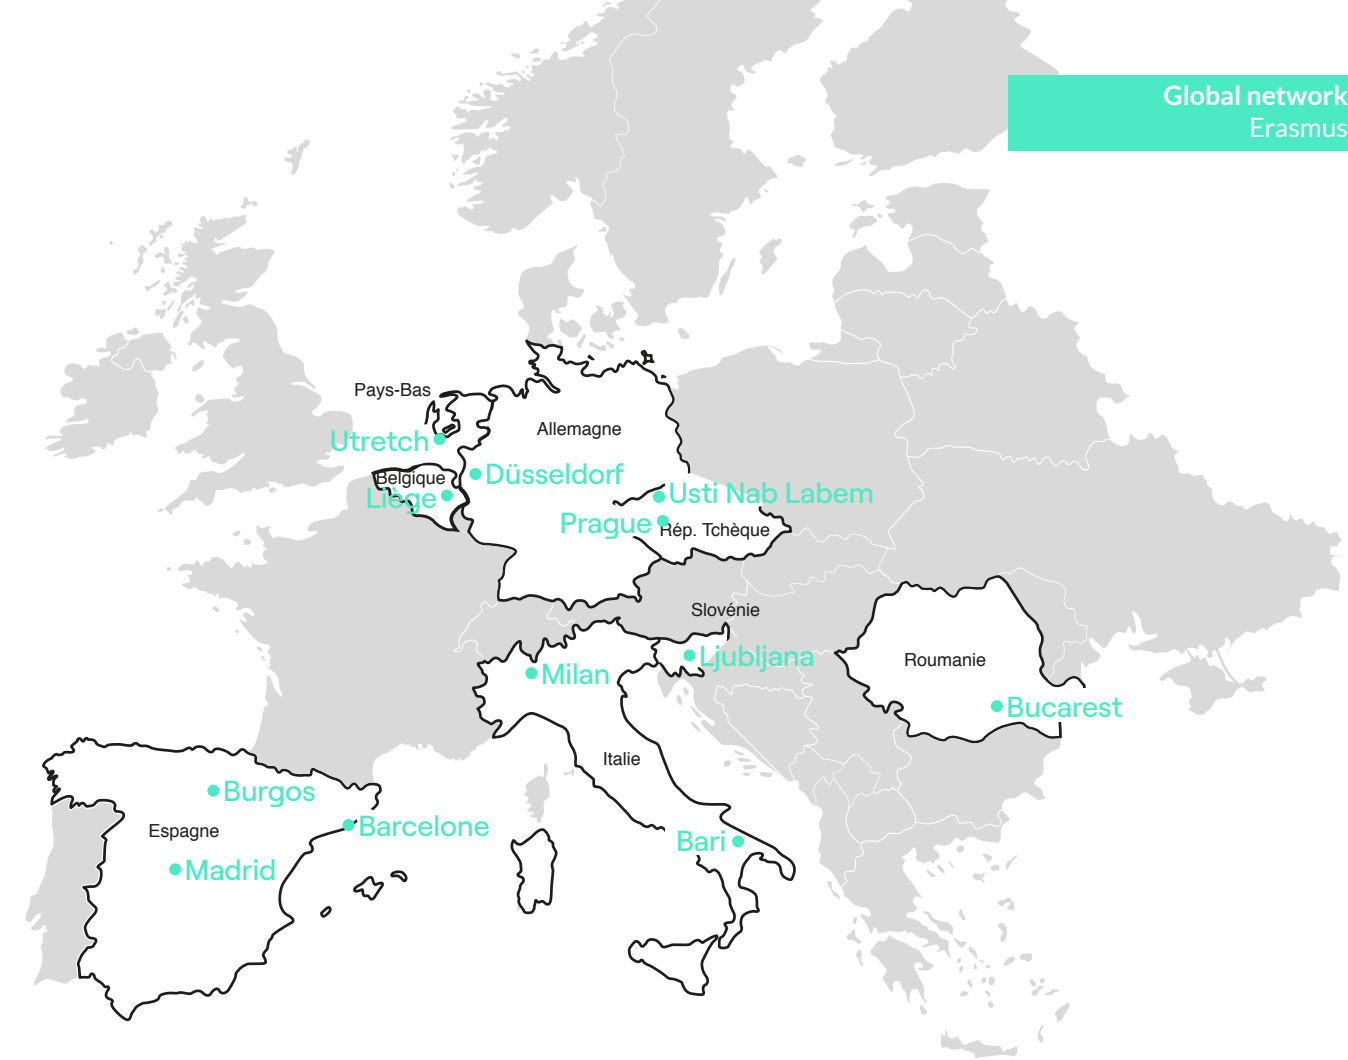 Global network
Erasmus
Pays-Bas
Allemagne
Utretch
Belgique
Düsseldorf
Liège
Usti Nab Labem
Prague
Rép. Tchèque
Slovénie
Ljubljana
Milan
Roumanie
Bucarest
Italie
Burgos
Barcelone
Espagne
Bari
Madrid